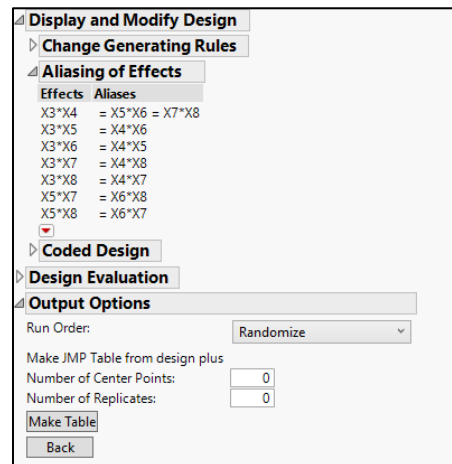 Display and Modify Design
Change Generating Rules
Aliasing of Effects
Effects Aliases
X3*X4 = X5*X6 = X7*X8
X3*X5 = X4*X6
X3*X6 = X4*X5
X3*X7 = X4*X8
X3*X8 = X4*X7
X5*X7 = X6*X8
X5*X8 = X6*X7
Coded Design
Design Evaluation
Output Options
Run Order: Randomize
Make JMP Table from design plus
Number of Center Points: 0
Number of Replicates: 0
Make Table
Back